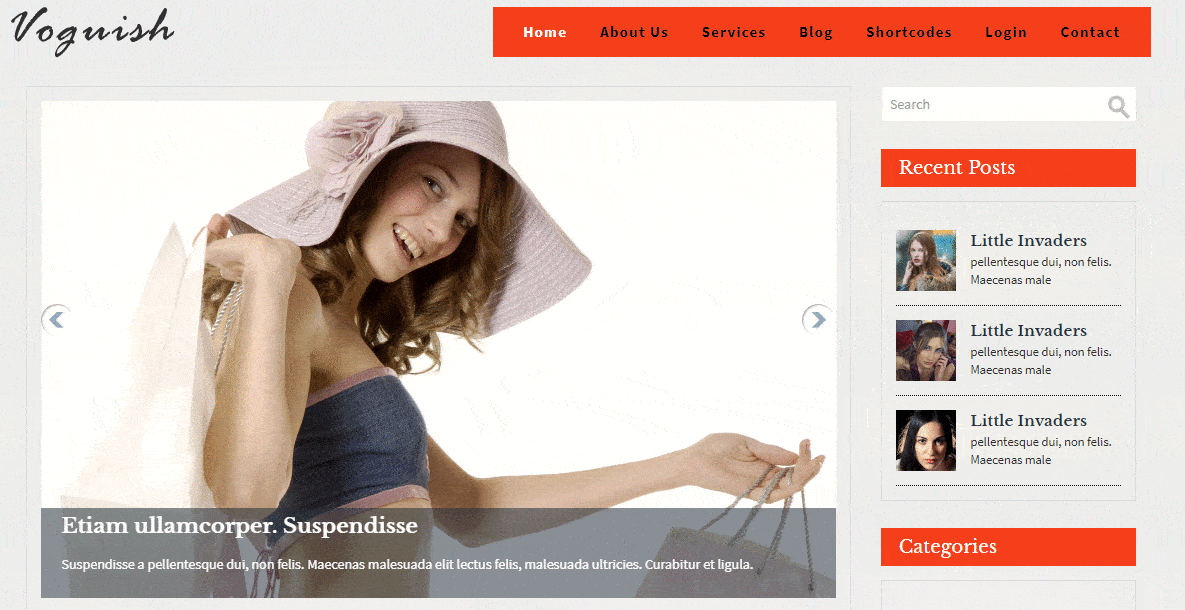 Voguish
Home About Us Services Blog Shortcodes Login Contact
Search
Recent Posts
Little Invaders
pellentesque dui, non felis.
Maecenas male
Little Invaders
pellentesque dui, non felis.
Maecenas male
Little Invaders
pellentesque dui, non felis.
Maecenas male
Etiam ullamcorper. Suspendisse
Suspendisse a pellentesque dui, non felis. Maecenas malesuada elit lectus felis, malesuada ultricies. Curabitur et ligula.
Categories